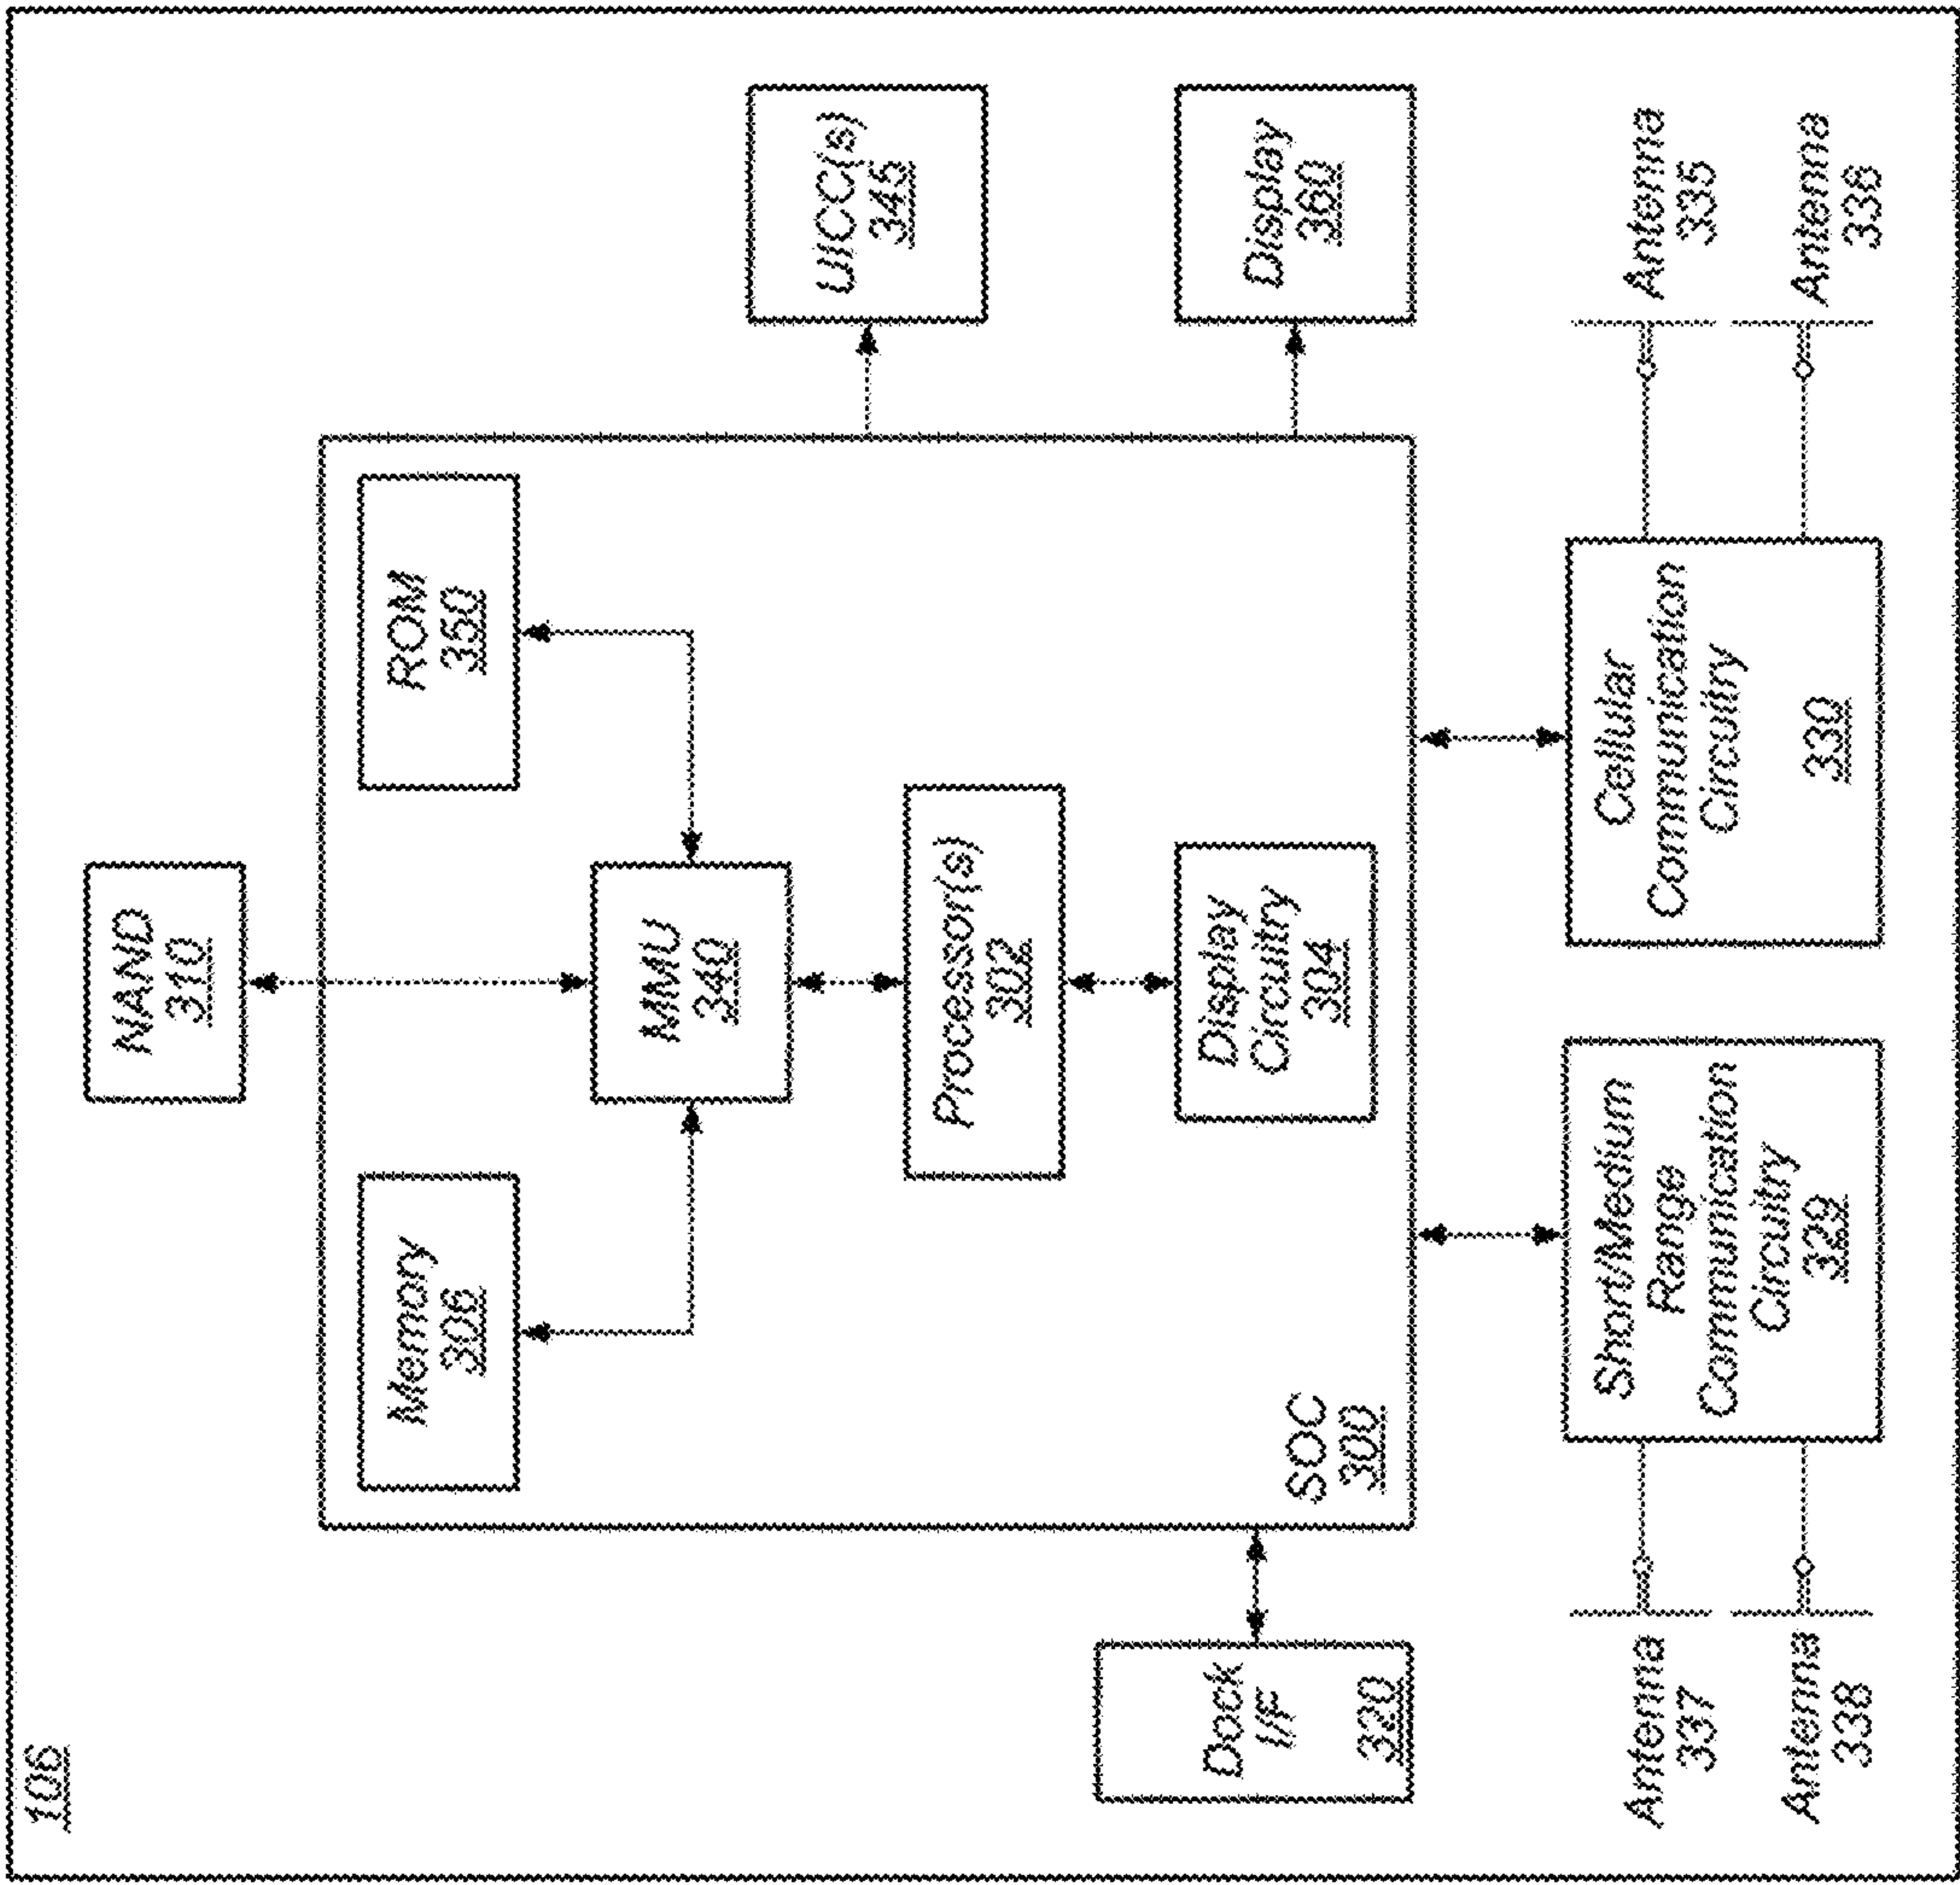 106
NAND
310
Memory
306
ROM
350
MMU
340
UICC(s)
345
Processor(s)
302
Dock
I/F
320
Display
Circuitry
304
Display
360
SOC
300
Antenna
337
Antenna
338
Short/Medium
Range
Communication
Circuitry
329
Cellular
Communication
Circuitry
330
Antenna
335
Antenna
336